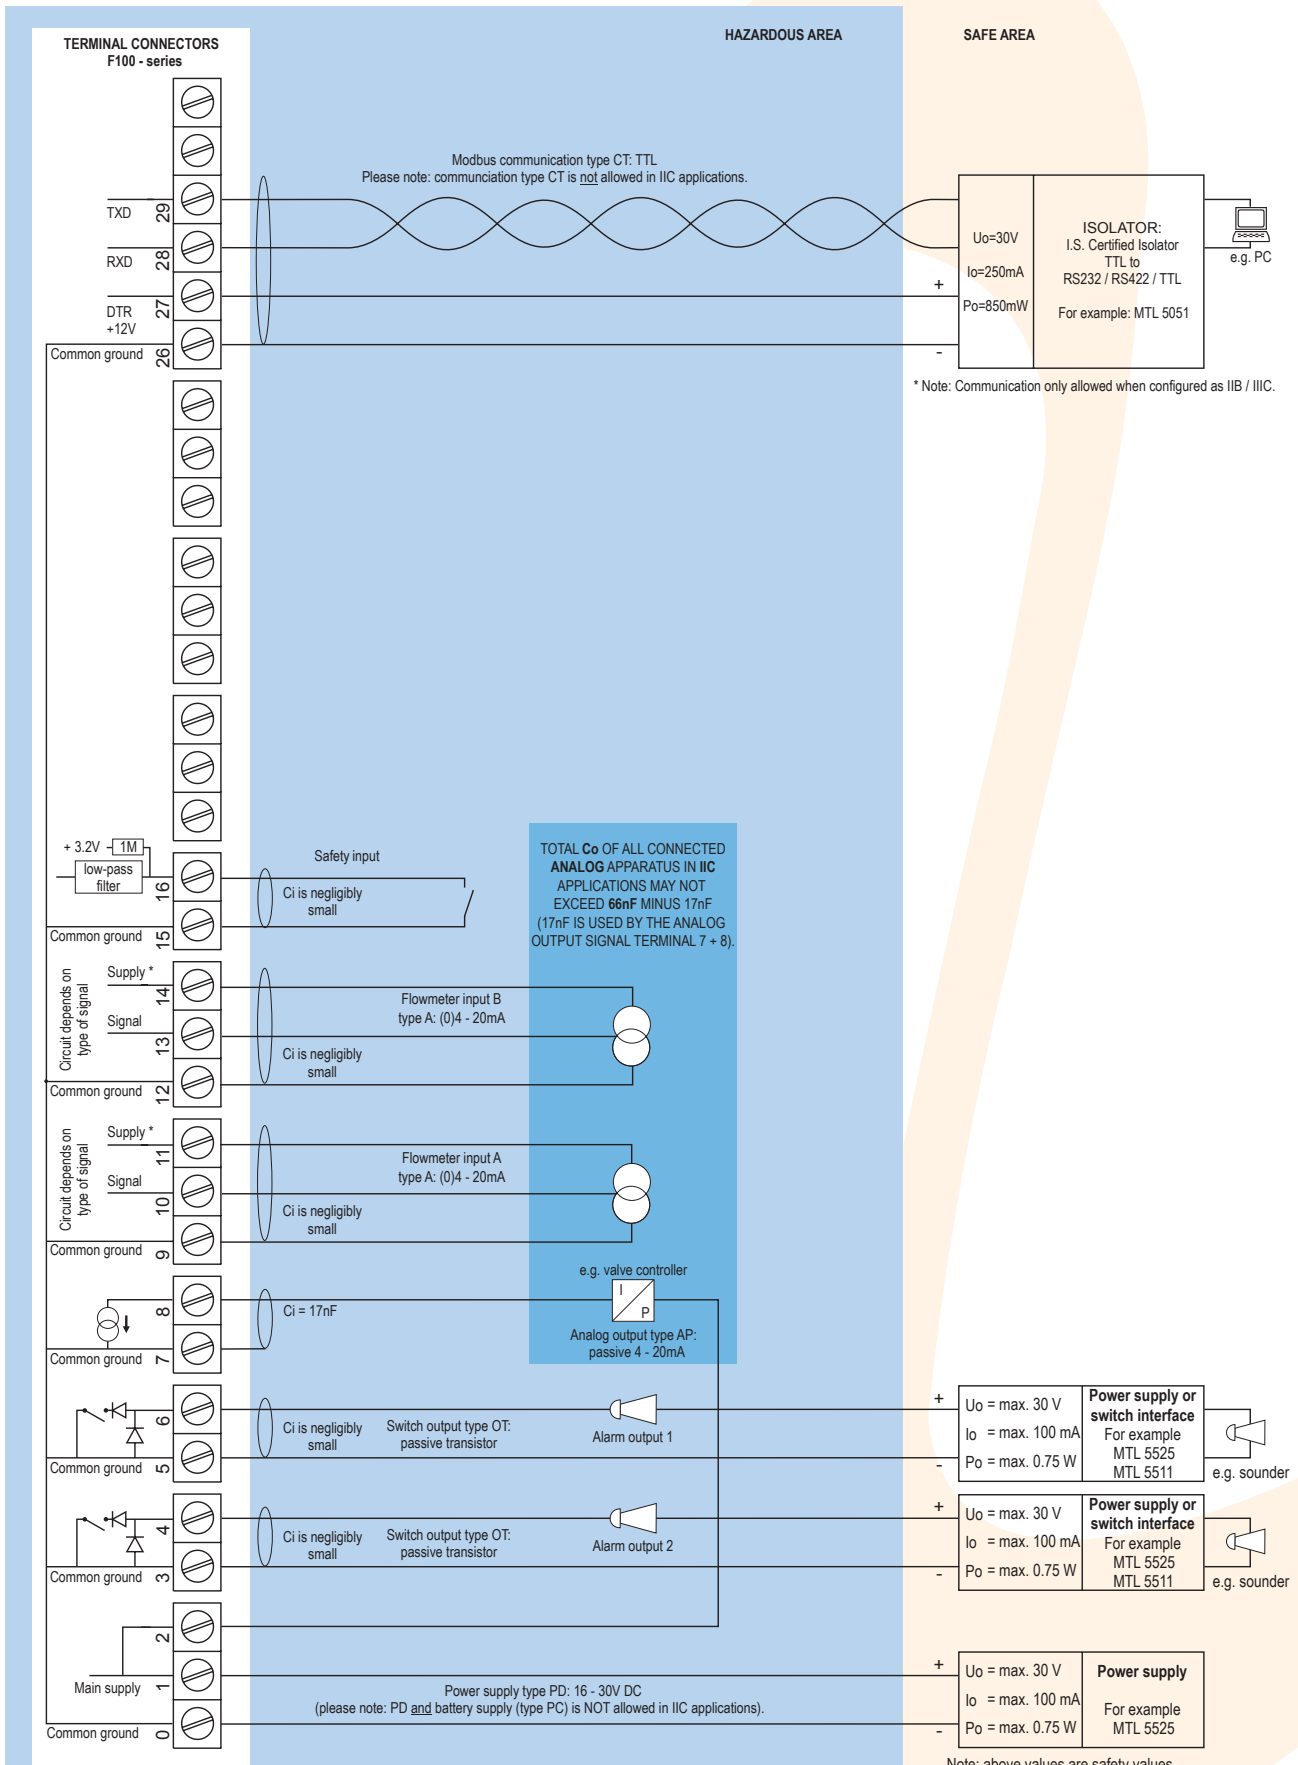 TERMINAL CONNECTORS
F100 - series
HAZARDOUS AREA
SAFE AREA
Modbus communication type CT: TTL
Please note: communciation type CT is not allowed in IIC applications.
TXD
29
RXD
28
DTR
+12V
27
Common ground
26
+
-
Uo=30V
Io=250mA
Po=850mW
ISOLATOR:
I.S. Certified Isolator
TTL to
RS232 / RS422 / TTL
For example: MTL 5051
e.g. PC
* Note: Communication only allowed when configured as IIB / IIIC.
+ 3.2V
1M
low-pass
filter
16
Common ground
15
Safety input
Ci is negligibly
small
TOTAL Co OF ALL CONNECTED
ANALOG APPARATUS IN IIC
APPLICATIONS MAY NOT
EXCEED 66nF MINUS 17nF
(17nF IS USED BY THE ANALOG
OUTPUT SIGNAL TERMINAL 7 + 8).
Circuit depends on
type of signal
Supply *
14
Signal
13
Common ground
12
Flowmeter input B
type A: (0)4 - 20mA
Ci is negligibly
small
Circuit depends on
type of signal
Supply *
11
Signal
10
Common ground
9
Flowmeter input A
type A: (0)4 - 20mA
Ci is negligibly
small
8
Common ground
7
Ci = 17nF
e.g. valve controller
I
P
Analog output type AP:
passive 4 - 20mA
6
Common ground
5
Ci is negligibly
small
Switch output type OT:
passive transistor
Alarm output 1
+
-
Uo = max. 30 V
Io = max. 100 mA
Po = max. 0.75 W
Power supply or
switch interface
For example
MTL 5525
MTL 5511
e.g. sounder
4
Common ground
3
Ci is negligibly
small
Switch output type OT:
passive transistor
Alarm output 2
+
-
Uo = max. 30 V
Io = max. 100 mA
Po = max. 0.75 W
Power supply or
switch interface
For example
MTL 5525
MTL 5511
e.g. sounder
2
Main supply
1
Common ground
0
Power supply type PD: 16 - 30V DC
(please note: PD and battery supply (type PC) is NOT allowed in IIC applications).
+
-
Uo = max. 30 V
Io = max. 100 mA
Po = max. 0.75 W
Power supply
For example
MTL 5525
Note: above values are safety values